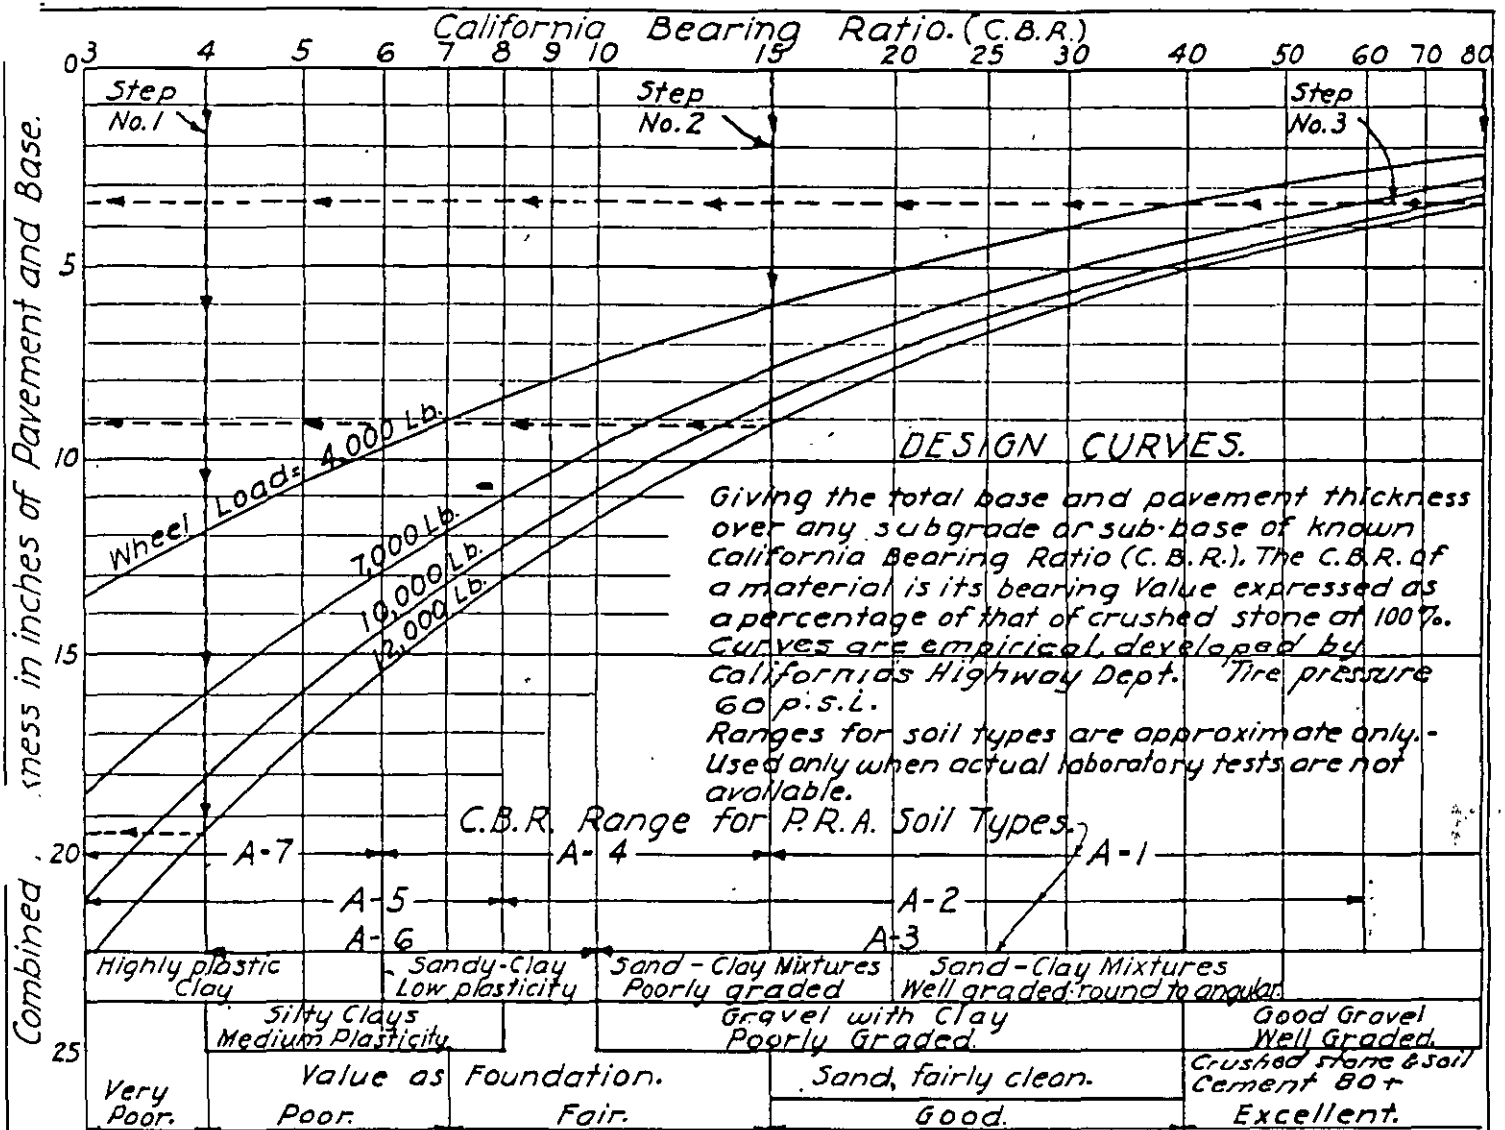 California Bearing Ratio. (C.B.R.)
3 4 5 6 7 8 9 10 15 20 25 30 40 50 60 70 80
0
5
10
15
20
25
Combined kness in inches of Pavement and Base.
Step
No.1
Step
No.2
Step
No.3
Wheel Load = 4,000 Lb.
7,000 Lb.
10,000 Lb.
12,000 Lb.
DESIGN CURVES.
Giving the total base and pavement thickness
over any subgrade or sub-base of known
California Bearing Ratio (C.B.R.). The C.B.R. of
a material is its bearing Value expressed as
a percentage of that of crushed stone at 100%.
Curves are empirical, developed by
California's Highway Dept. Tire pressure
60 p.s.i.
Ranges for soil types are approximate only.-
Used only when actual laboratory tests are not
available.
C.B.R. Range for P.R.A. Soil Types.
A-7 A-4 A-1
A-5 A-2
A-6 A-3
Highly plastic
Clay
Sandy-Clay
Low plasticity
Sand-Clay Mixtures
Poorly graded
Sand-Clay Mixtures
Well graded-round to angular.
Silty Clays
Medium Plasticity
Gravel with Clay
Poorly Graded.
Good Gravel
Well Graded.
Value as Foundation.
Sand, fairly clean.
Crushed stone & soil
Cement 80+
Very
Poor.
Poor.
Fair.
Good.
Excellent.